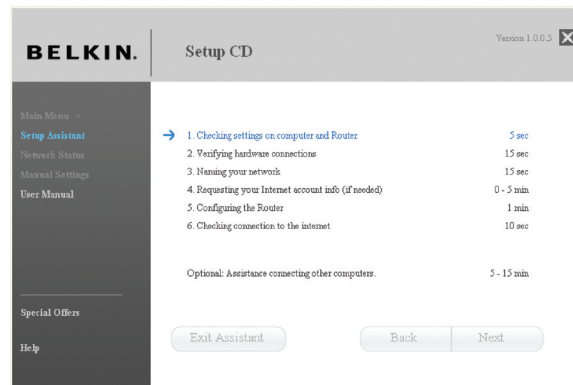 BELKIN.
Setup CD
Version 1.0.0.5
Main Menu >
Setup Assistant
Network Status
Manual Settings
User Manual
Special Offers
Help
1. Checking settings on computer and Router 5 sec
2. Verifying hardware connections 15 sec
3. Naming your network 15 sec
4. Requesting your Internet account info (if needed) 0 - 5 min
5. Configuring the Router 1 min
6. Checking connection to the internet 10 sec
Optional: Assistance connecting other computers. 5 - 15 min
Exit Assistant
Back
Next